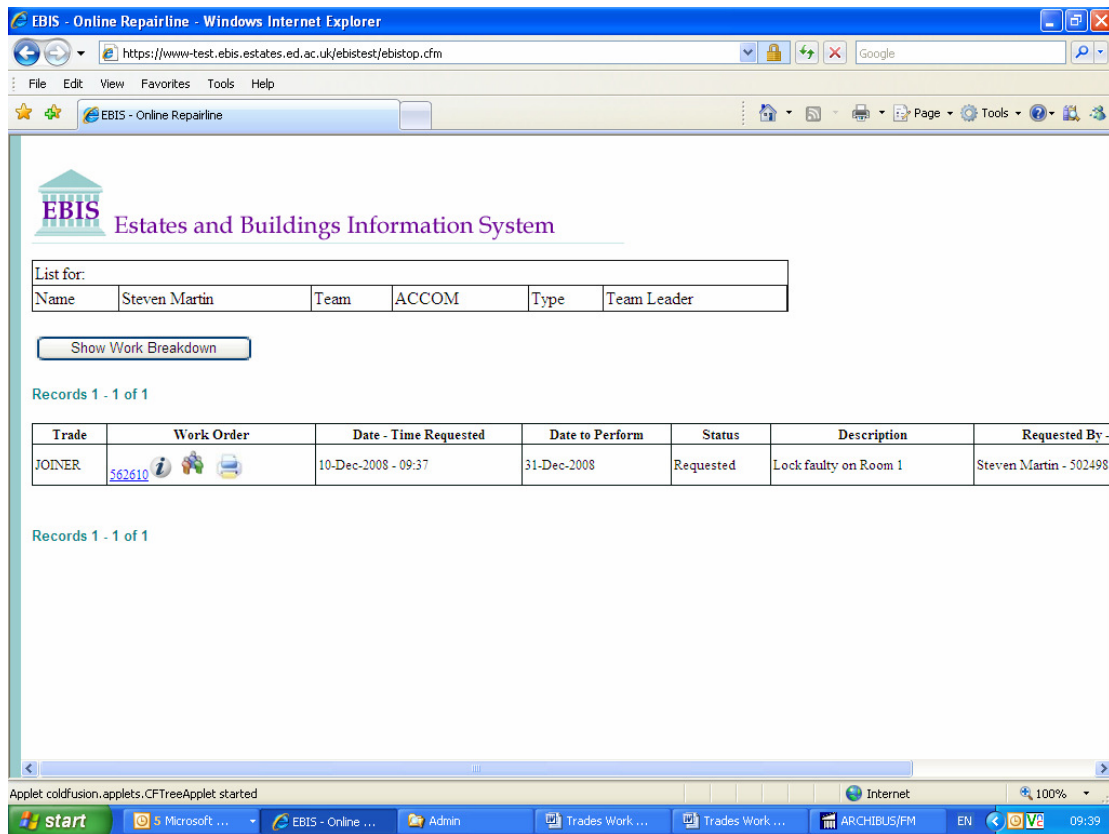 EBIS - Online Repairline - Windows Internet Explorer
https://www-test.ebis.estates.ed.ac.uk/ebistest/ebistop.cfm
Google
File Edit View Favorites Tools Help
EBIS - Online Repairline
Page Tools
EBIS
Estates and Buildings Information System
List for:
Name Steven Martin Team ACCOM Type Team Leader
Show Work Breakdown
Records 1 - 1 of 1
Trade Work Order Date - Time Requested Date to Perform Status Description Requested By -
JOINER 562610 10-Dec-2008 - 09:37 31-Dec-2008 Requested Lock faulty on Room 1 Steven Martin - 502498
Records 1 - 1 of 1
Applet coldfusion.applets.CFTreeApplet started Internet 100%
start 5 Microsoft ... EBIS - Online ... Admin Trades Work ... Trades Work ... ARCHIBUS/FM EN 09:39